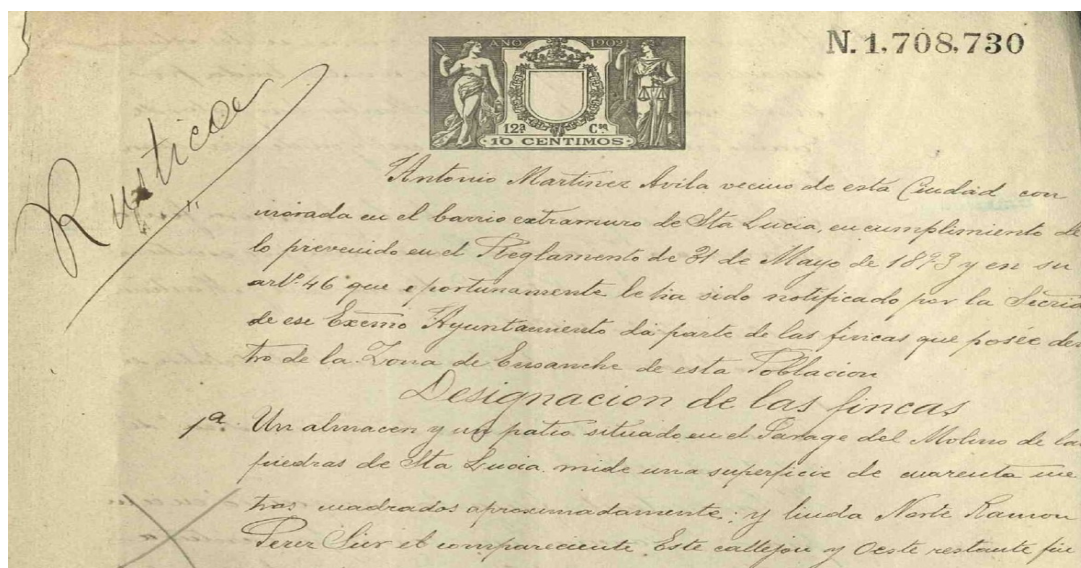 N. 1,708,730
AÑO 1902
12ª Cª
10 CENTIMOS
Rusticas
Antonio Martinez Avila vecino de esta Ciudad con
morada en el barrio extramuro de Sta Lucia, en cumplimiento de
lo prevenido en el Reglamento de 31 de Mayo de 1893 y en su
artº 46 que oportunamente le ha sido notificado por la Secria
de ese Excmo Ayuntamiento dá parte de las fincas que posée den
tro de la Zona de Ensanche de esta Poblacion
Designacion de las fincas
1ª Un almacen y un patio situado en el Parage del Molino de las
piedras de Sta Lucia mide una superficie de cuarenta me
tros cuadrados aproximadamente; y linda Norte Ramon
Perez Sur el compareciente Este callejon y Oeste restante fin